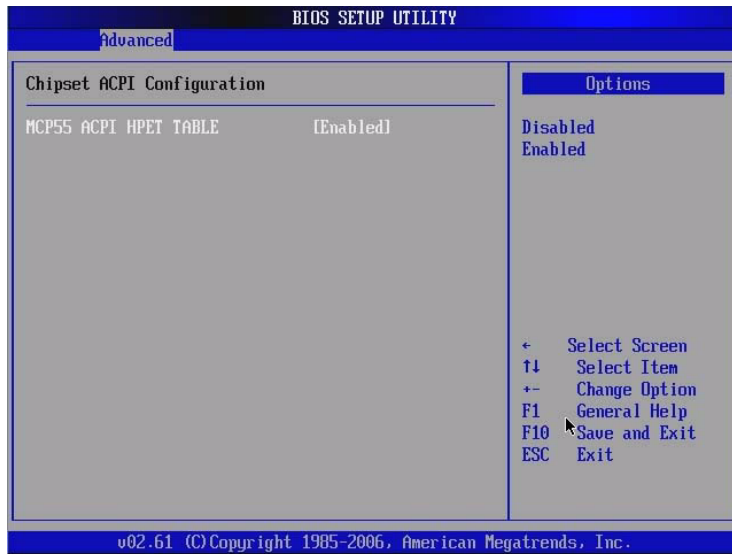 BIOS SETUP UTILITY
Advanced
Chipset ACPI Configuration
MCP55 ACPI HPET TABLE [Enabled]
Options
Disabled
Enabled
← Select Screen
↑↓ Select Item
+- Change Option
F1 General Help
F10 Save and Exit
ESC Exit
v02.61 (C)Copyright 1985-2006, American Megatrends, Inc.